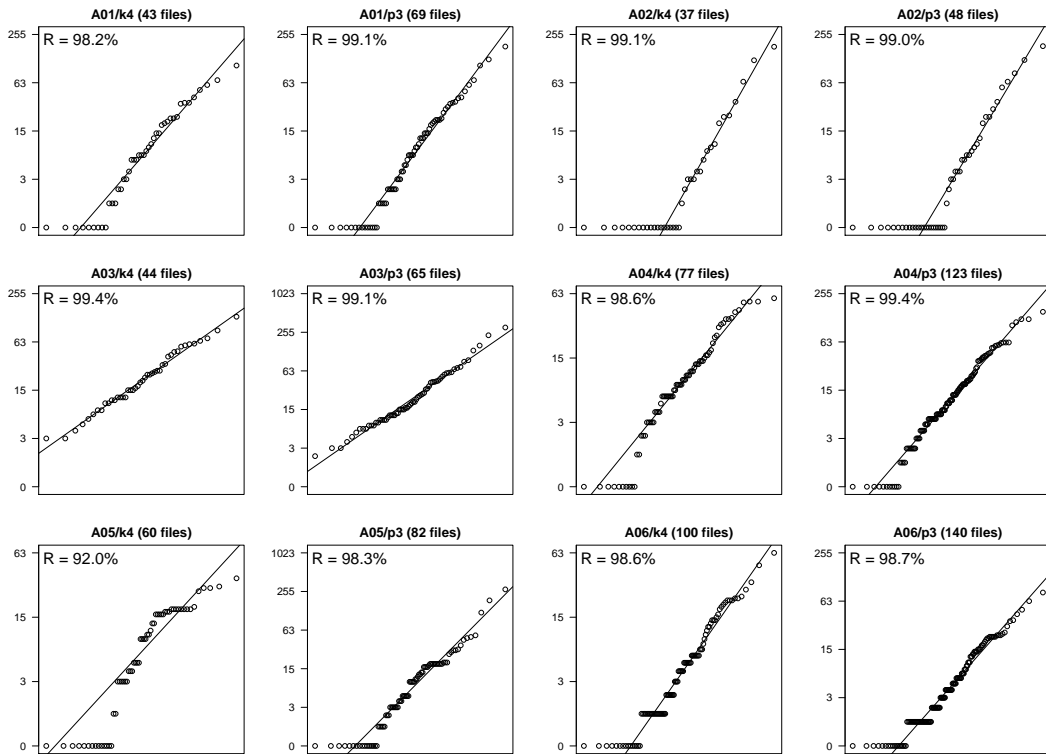 A01/k4 (43 files)
R = 98.2%
255
63
15
3
0
A01/p3 (69 files)
R = 99.1%
255
63
15
3
0
A02/k4 (37 files)
R = 99.1%
255
63
15
3
0
A02/p3 (48 files)
R = 99.0%
255
63
15
3
0
A03/k4 (44 files)
R = 99.4%
255
63
15
3
0
A03/p3 (65 files)
R = 99.1%
1023
255
63
15
3
0
A04/k4 (77 files)
R = 98.6%
63
15
3
0
A04/p3 (123 files)
R = 99.4%
255
63
15
3
0
A05/k4 (60 files)
R = 92.0%
63
15
3
0
A05/p3 (82 files)
R = 98.3%
1023
255
63
15
3
0
A06/k4 (100 files)
R = 98.6%
63
15
3
0
A06/p3 (140 files)
R = 98.7%
255
63
15
3
0